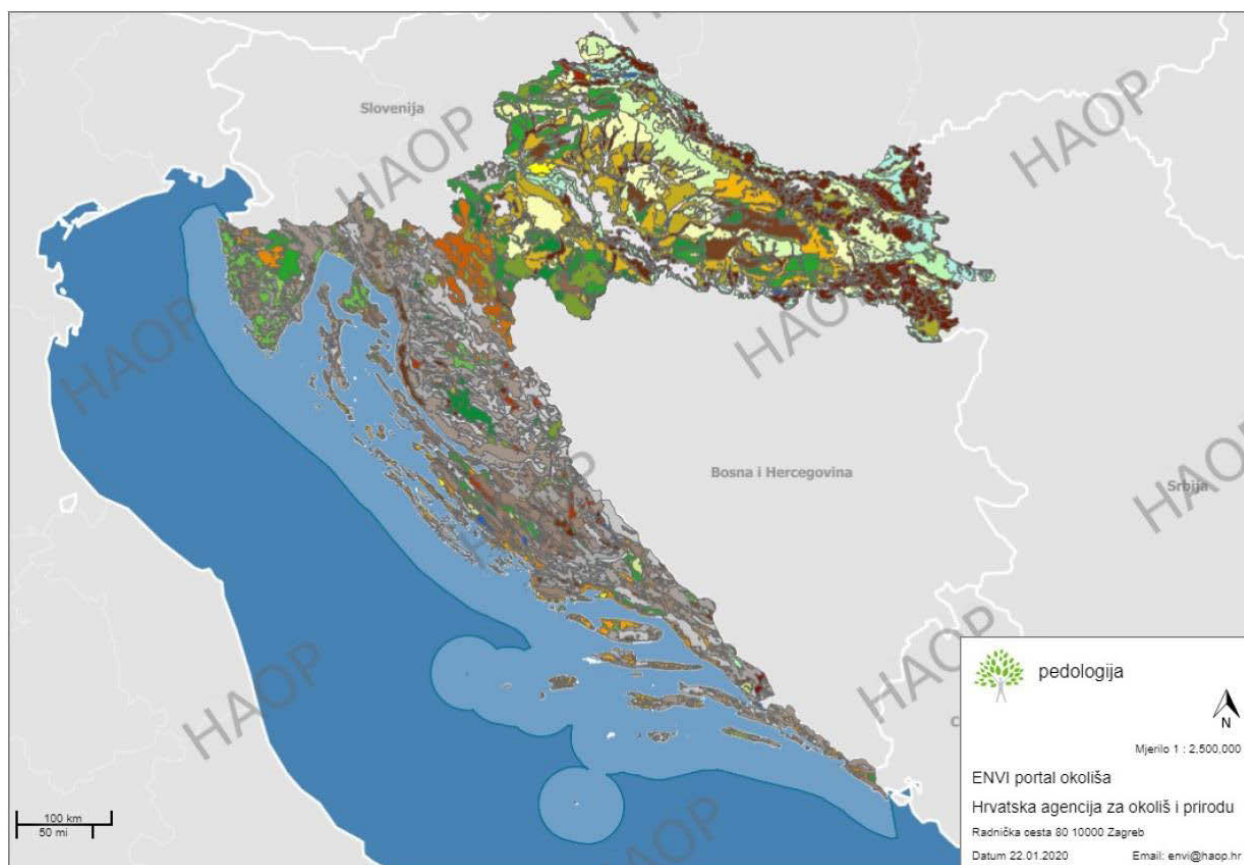 HAOP
Slovenija
HAOP
HAOP
HAOP
HAOP
HAOP
Bosna i Hercegovina
HAOP
Srbija
HAOP
HAOP
HAOP
HAOP
pedologija
N
Mjerilo 1 : 2,500,000
ENVI portal okoliša
Hrvatska agencija za okoliš i prirodu
Radnička cesta 80 10000 Zagreb
Datum 22.01.2020 Email: envi@haop.hr
100 km
50 mi